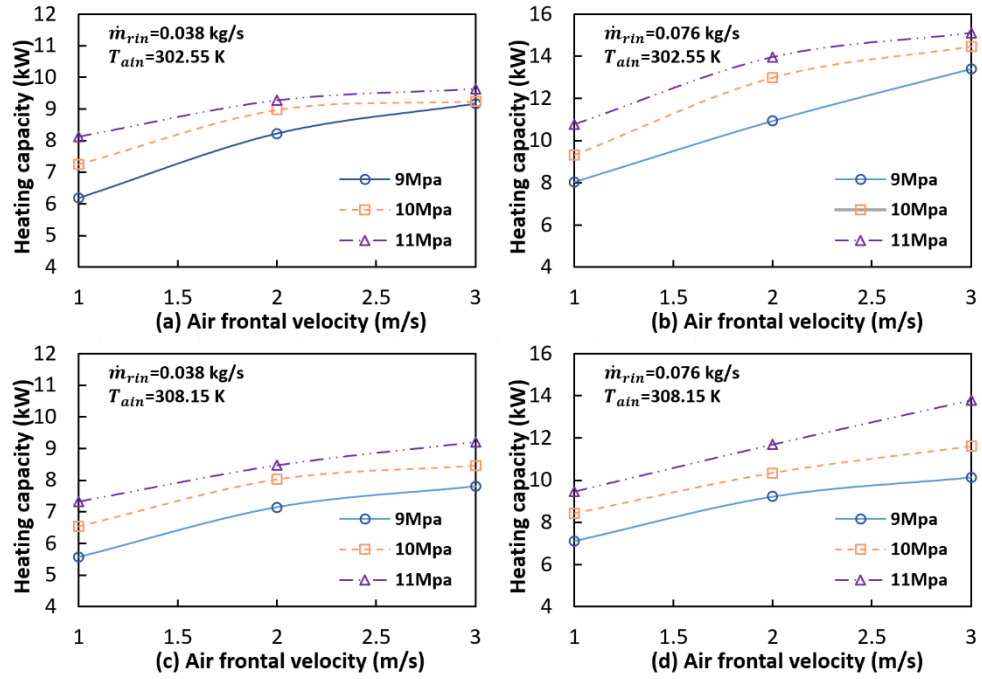 12
11
10
9
8
7
6
5
4
Heating capacity (kW)
ṁrin=0.038 kg/s
Tain=302.55 K
9Mpa
10Mpa
11Mpa
1 1.5 2 2.5 3
(a) Air frontal velocity (m/s)
16
14
12
10
8
6
4
Heating capacity (kW)
ṁrin=0.076 kg/s
Tain=302.55 K
9Mpa
10Mpa
11Mpa
1 1.5 2 2.5 3
(b) Air frontal velocity (m/s)
12
11
10
9
8
7
6
5
4
Heating capacity (kW)
ṁrin=0.038 kg/s
Tain=308.15 K
9Mpa
10Mpa
11Mpa
1 1.5 2 2.5 3
(c) Air frontal velocity (m/s)
16
14
12
10
8
6
4
Heating capacity (kW)
ṁrin=0.076 kg/s
Tain=308.15 K
9Mpa
10Mpa
11Mpa
1 1.5 2 2.5 3
(d) Air frontal velocity (m/s)